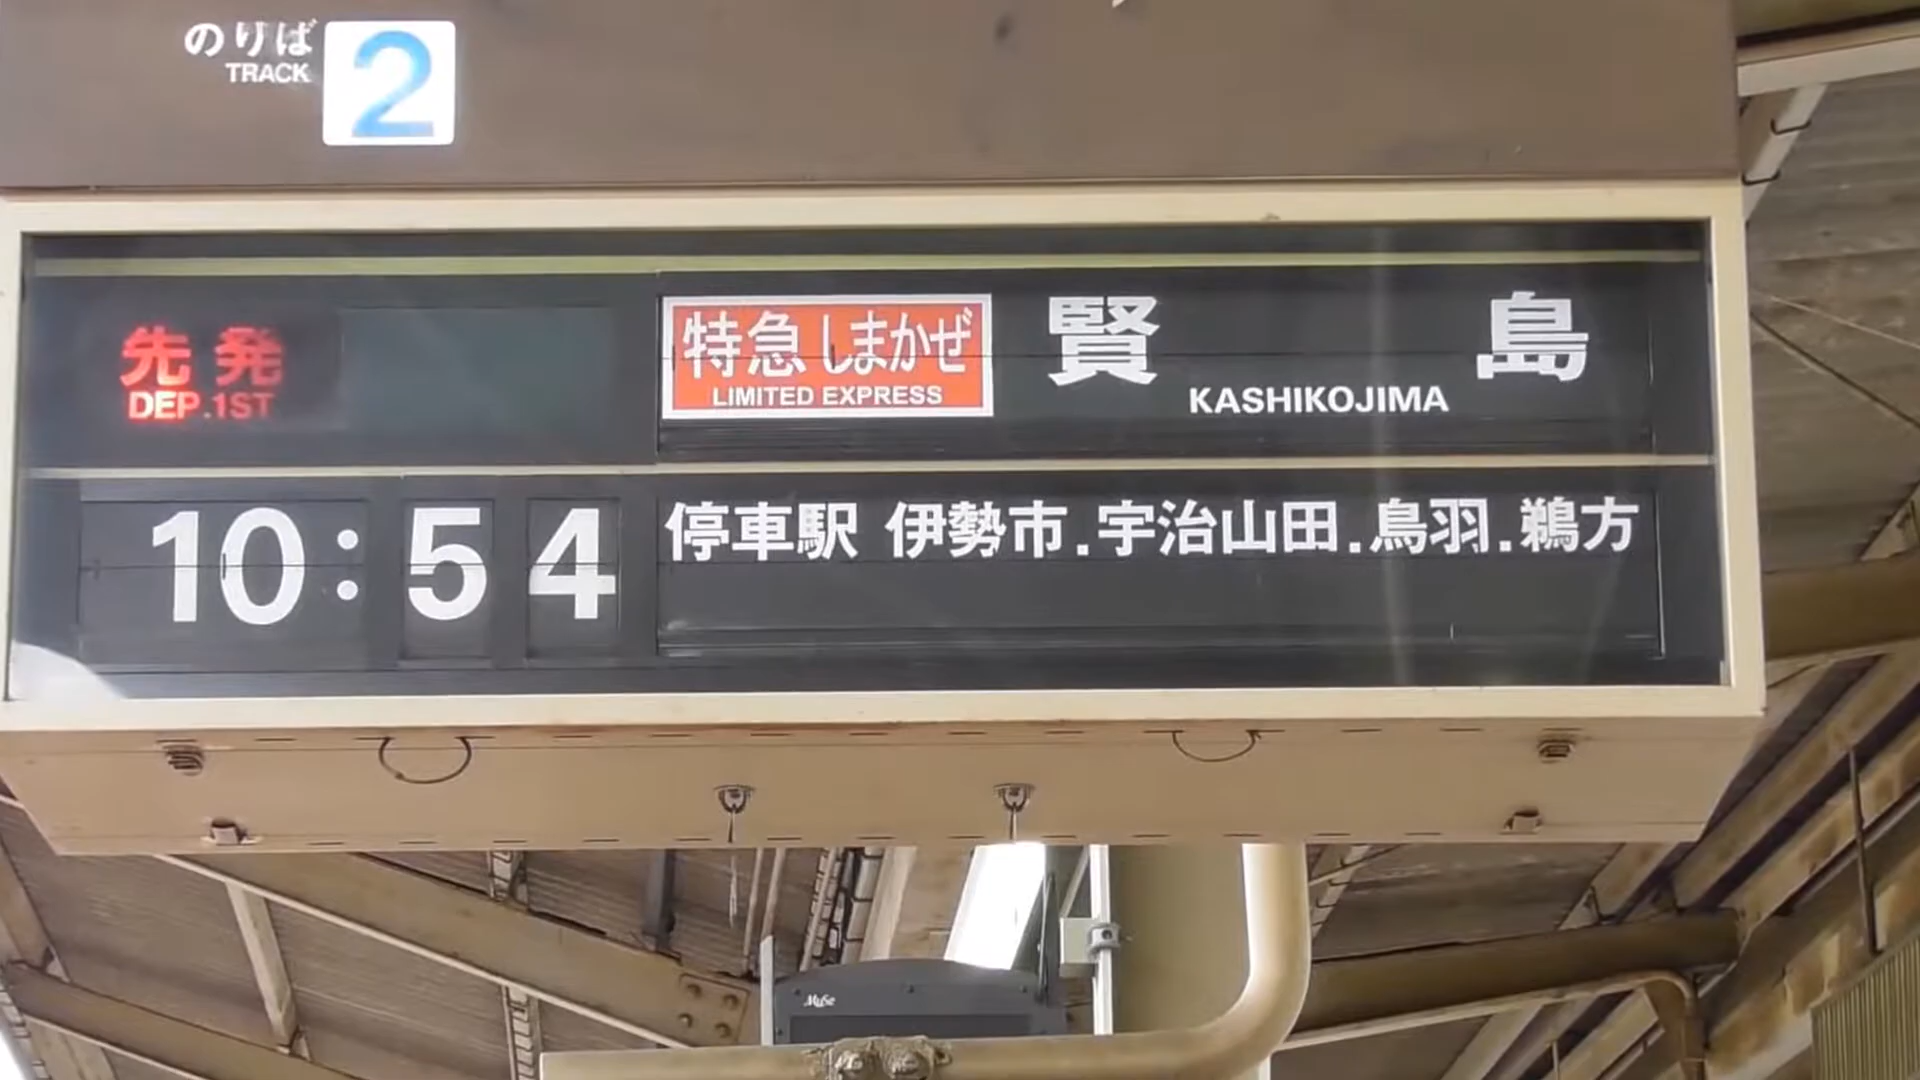 のりば
TRACK
2
先発
DEP.1ST
特急 しまかぜ
LIMITED EXPRESS
賢島
KASHIKOJIMA
10:54
停車駅 伊勢市.宇治山田.鳥羽.鵜方
Muse